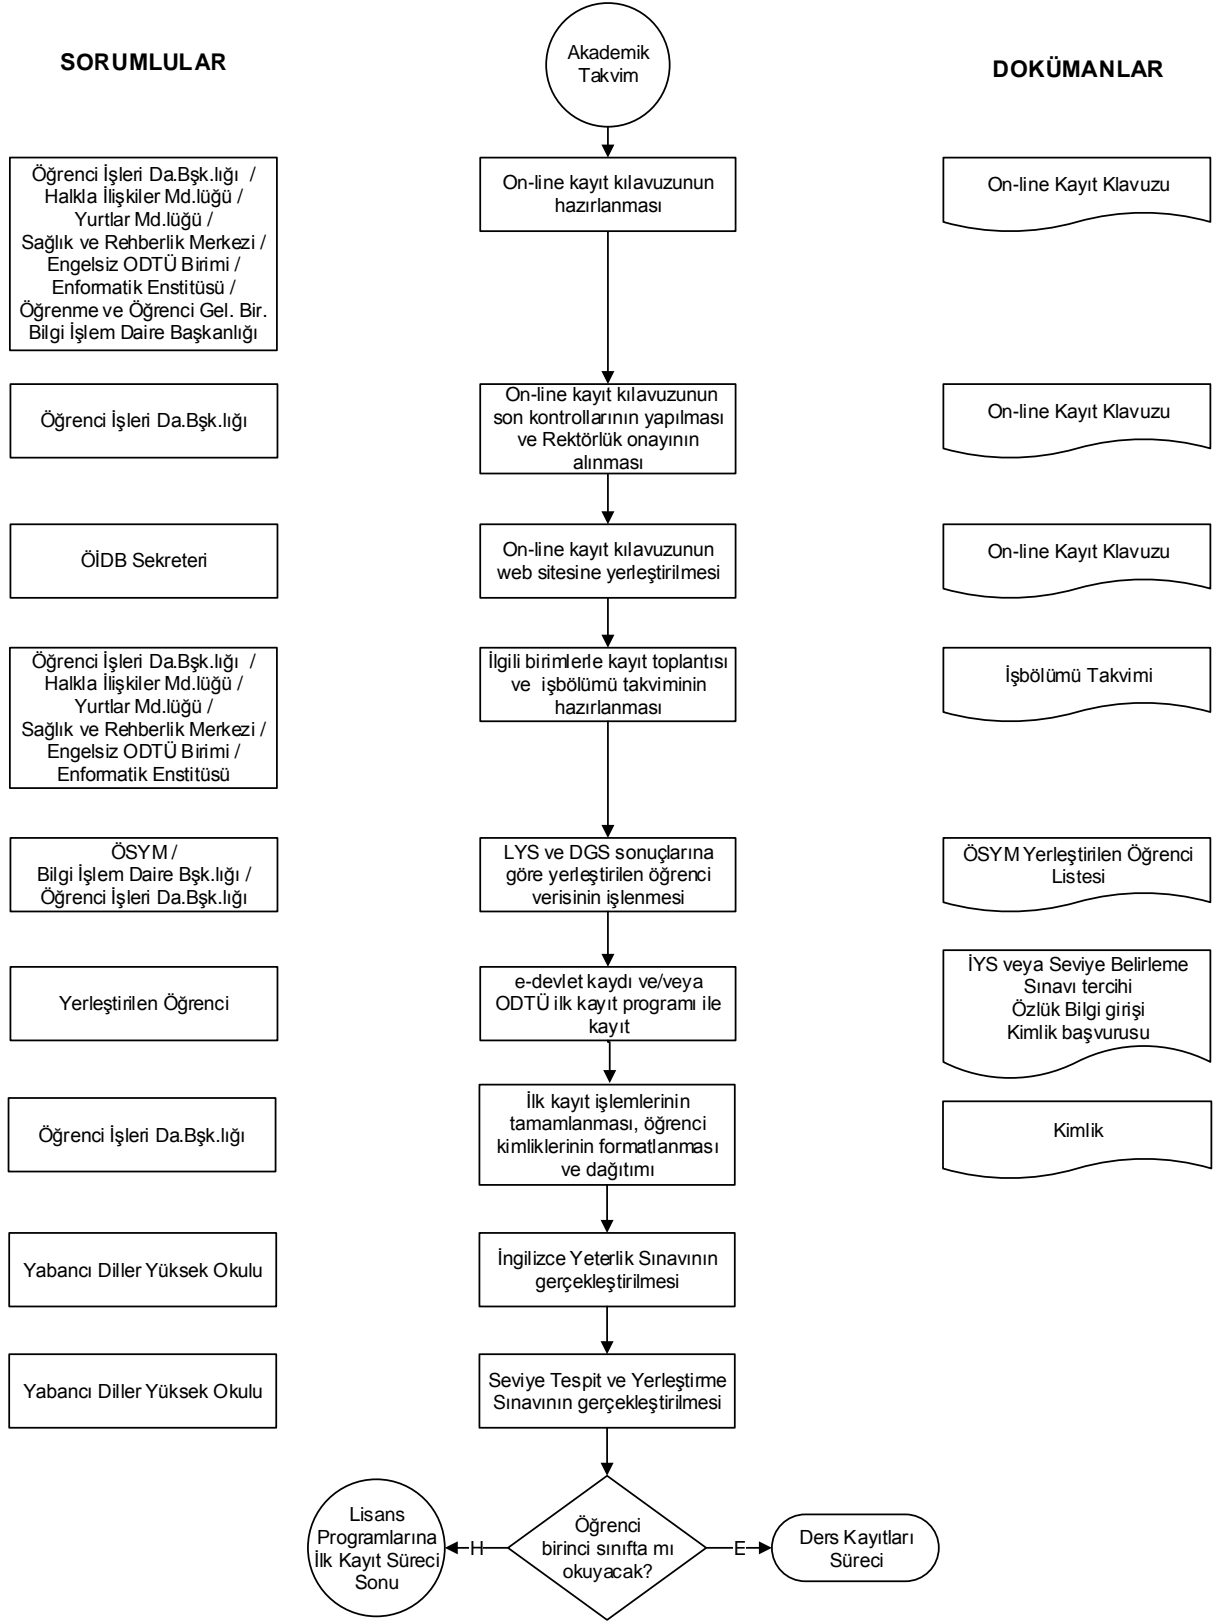 SORUMLULAR
Akademik
Takvim
DOKÜMANLAR
Öğrenci İşleri Da.Bşk.lığı /
Halkla İlişkiler Md.lüğü /
Yurtlar Md.lüğü /
Sağlık ve Rehberlik Merkezi /
Engelsiz ODTÜ Birimi /
Enformatik Enstitüsü /
Öğrenme ve Öğrenci Gel. Bir.
Bilgi İşlem Daire Başkanlığı
On-line kayıt kılavuzunun
hazırlanması
On-line Kayıt Klavuzu
Öğrenci İşleri Da.Bşk.lığı
On-line kayıt kılavuzunun
son kontrollarının yapılması
ve Rektörlük onayının
alınması
On-line Kayıt Klavuzu
ÖİDB Sekreteri
On-line kayıt kılavuzunun
web sitesine yerleştirilmesi
On-line Kayıt Klavuzu
Öğrenci İşleri Da.Bşk.lığı /
Halkla İlişkiler Md.lüğü /
Yurtlar Md.lüğü /
Sağlık ve Rehberlik Merkezi /
Engelsiz ODTÜ Birimi /
Enformatik Enstitüsü
İlgili birimlerle kayıt toplantısı
ve işbölümü takviminin
hazırlanması
İşbölümü Takvimi
ÖSYM /
Bilgi İşlem Daire Bşk.lığı /
Öğrenci İşleri Da.Bşk.lığı
LYS ve DGS sonuçlarına
göre yerleştirilen öğrenci
verisinin işlenmesi
ÖSYM Yerleştirilen Öğrenci
Listesi
Yerleştirilen Öğrenci
e-devlet kaydı ve/veya
ODTÜ ilk kayıt programı ile
kayıt
İYS veya Seviye Belirleme
Sınavı tercihi
Özlük Bilgi girişi
Kimlik başvurusu
Öğrenci İşleri Da.Bşk.lığı
İlk kayıt işlemlerinin
tamamlanması, öğrenci
kimliklerinin formatlanması
ve dağıtımı
Kimlik
Yabancı Diller Yüksek Okulu
İngilizce Yeterlik Sınavının
gerçekleştirilmesi
Yabancı Diller Yüksek Okulu
Seviye Tespit ve Yerleştirme
Sınavının gerçekleştirilmesi
Lisans
Programlarına
İlk Kayıt Süreci
Sonu
H
Öğrenci
birinci sınıfta mı
okuyacak?
E
Ders Kayıtları
Süreci